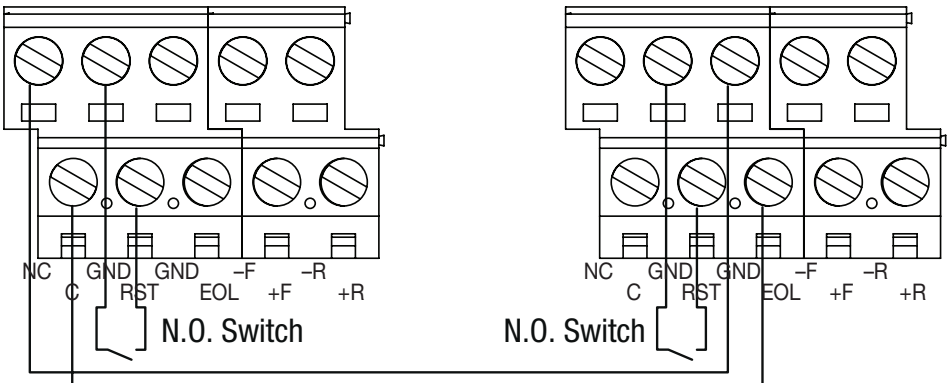 NC GND GND –F –R NC GND GND –F –R
C RST EOL +F +R C RST EOL +F +R
N.O. Switch N.O. Switch